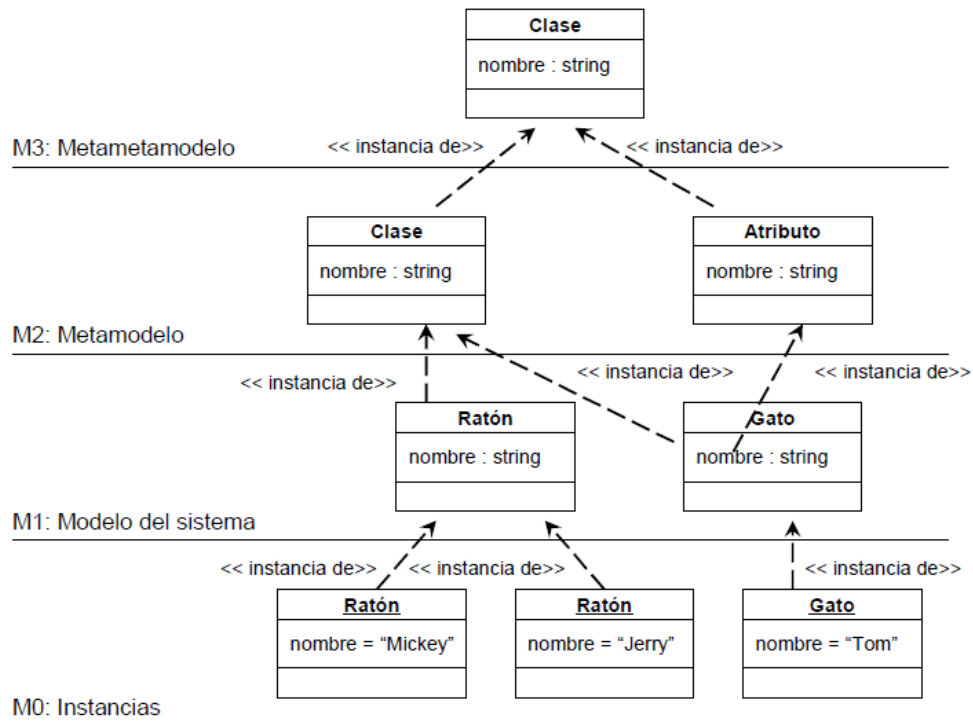 Clase
nombre : string
M3: Metametamodelo
<< instancia de>>
<< instancia de>>
Clase
nombre : string
Atributo
nombre : string
M2: Metamodelo
<< instancia de>>
<< instancia de>>
<< instancia de>>
Ratón
nombre : string
Gato
nombre : string
M1: Modelo del sistema
<< instancia de>>
<< instancia de>>
<< instancia de>>
Ratón
nombre = “Mickey”
Ratón
nombre = “Jerry”
Gato
nombre = “Tom”
M0: Instancias